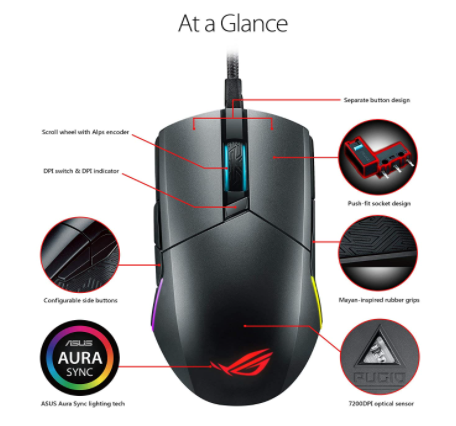 At a Glance
Separate button design
Scroll wheel with Alps encoder
DPI switch & DPI indicator
Push-fit socket design
Configurable side buttons
Mayan-inspired rubber grips
ASUS
AURA
SYNC
PUGIO
ASUS Aura Sync lighting tech
7200DPI optical sensor